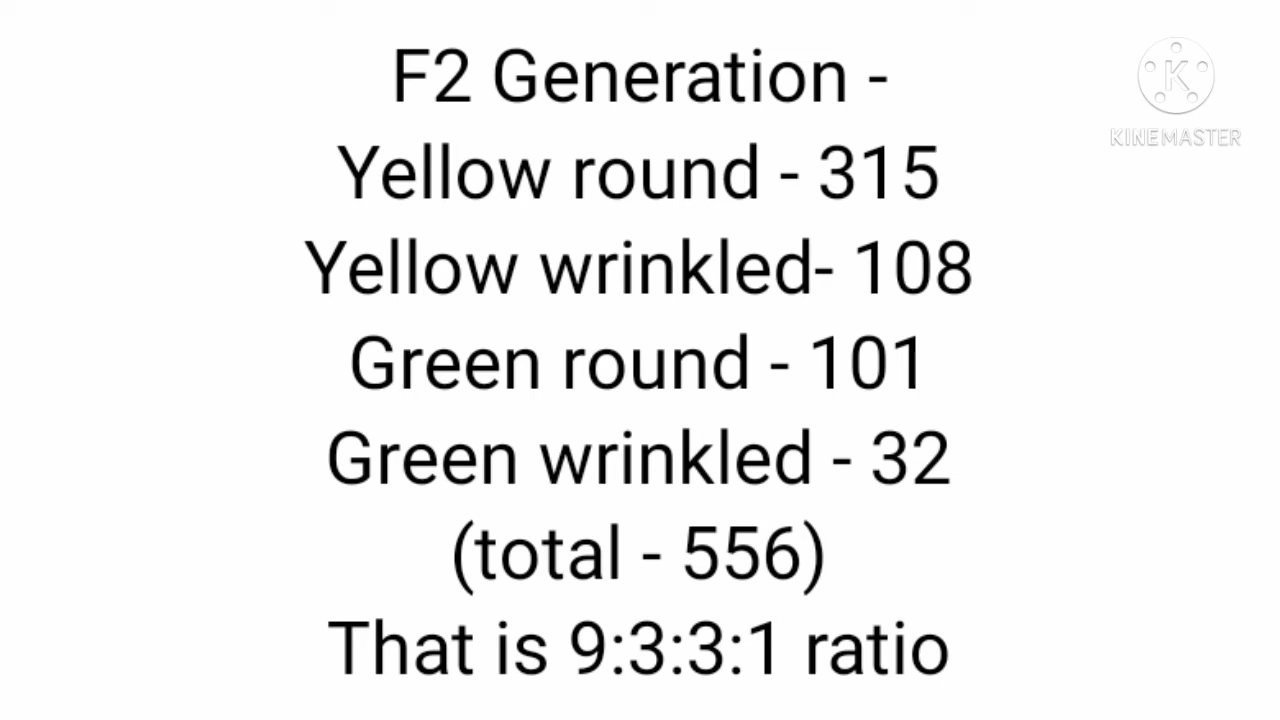 F2 Generation -
KINEMASTER
Yellow round - 315
Yellow wrinkled- 108
Green round - 101
Green wrinkled - 32
(total - 556)
That is 9:3:3:1 ratio